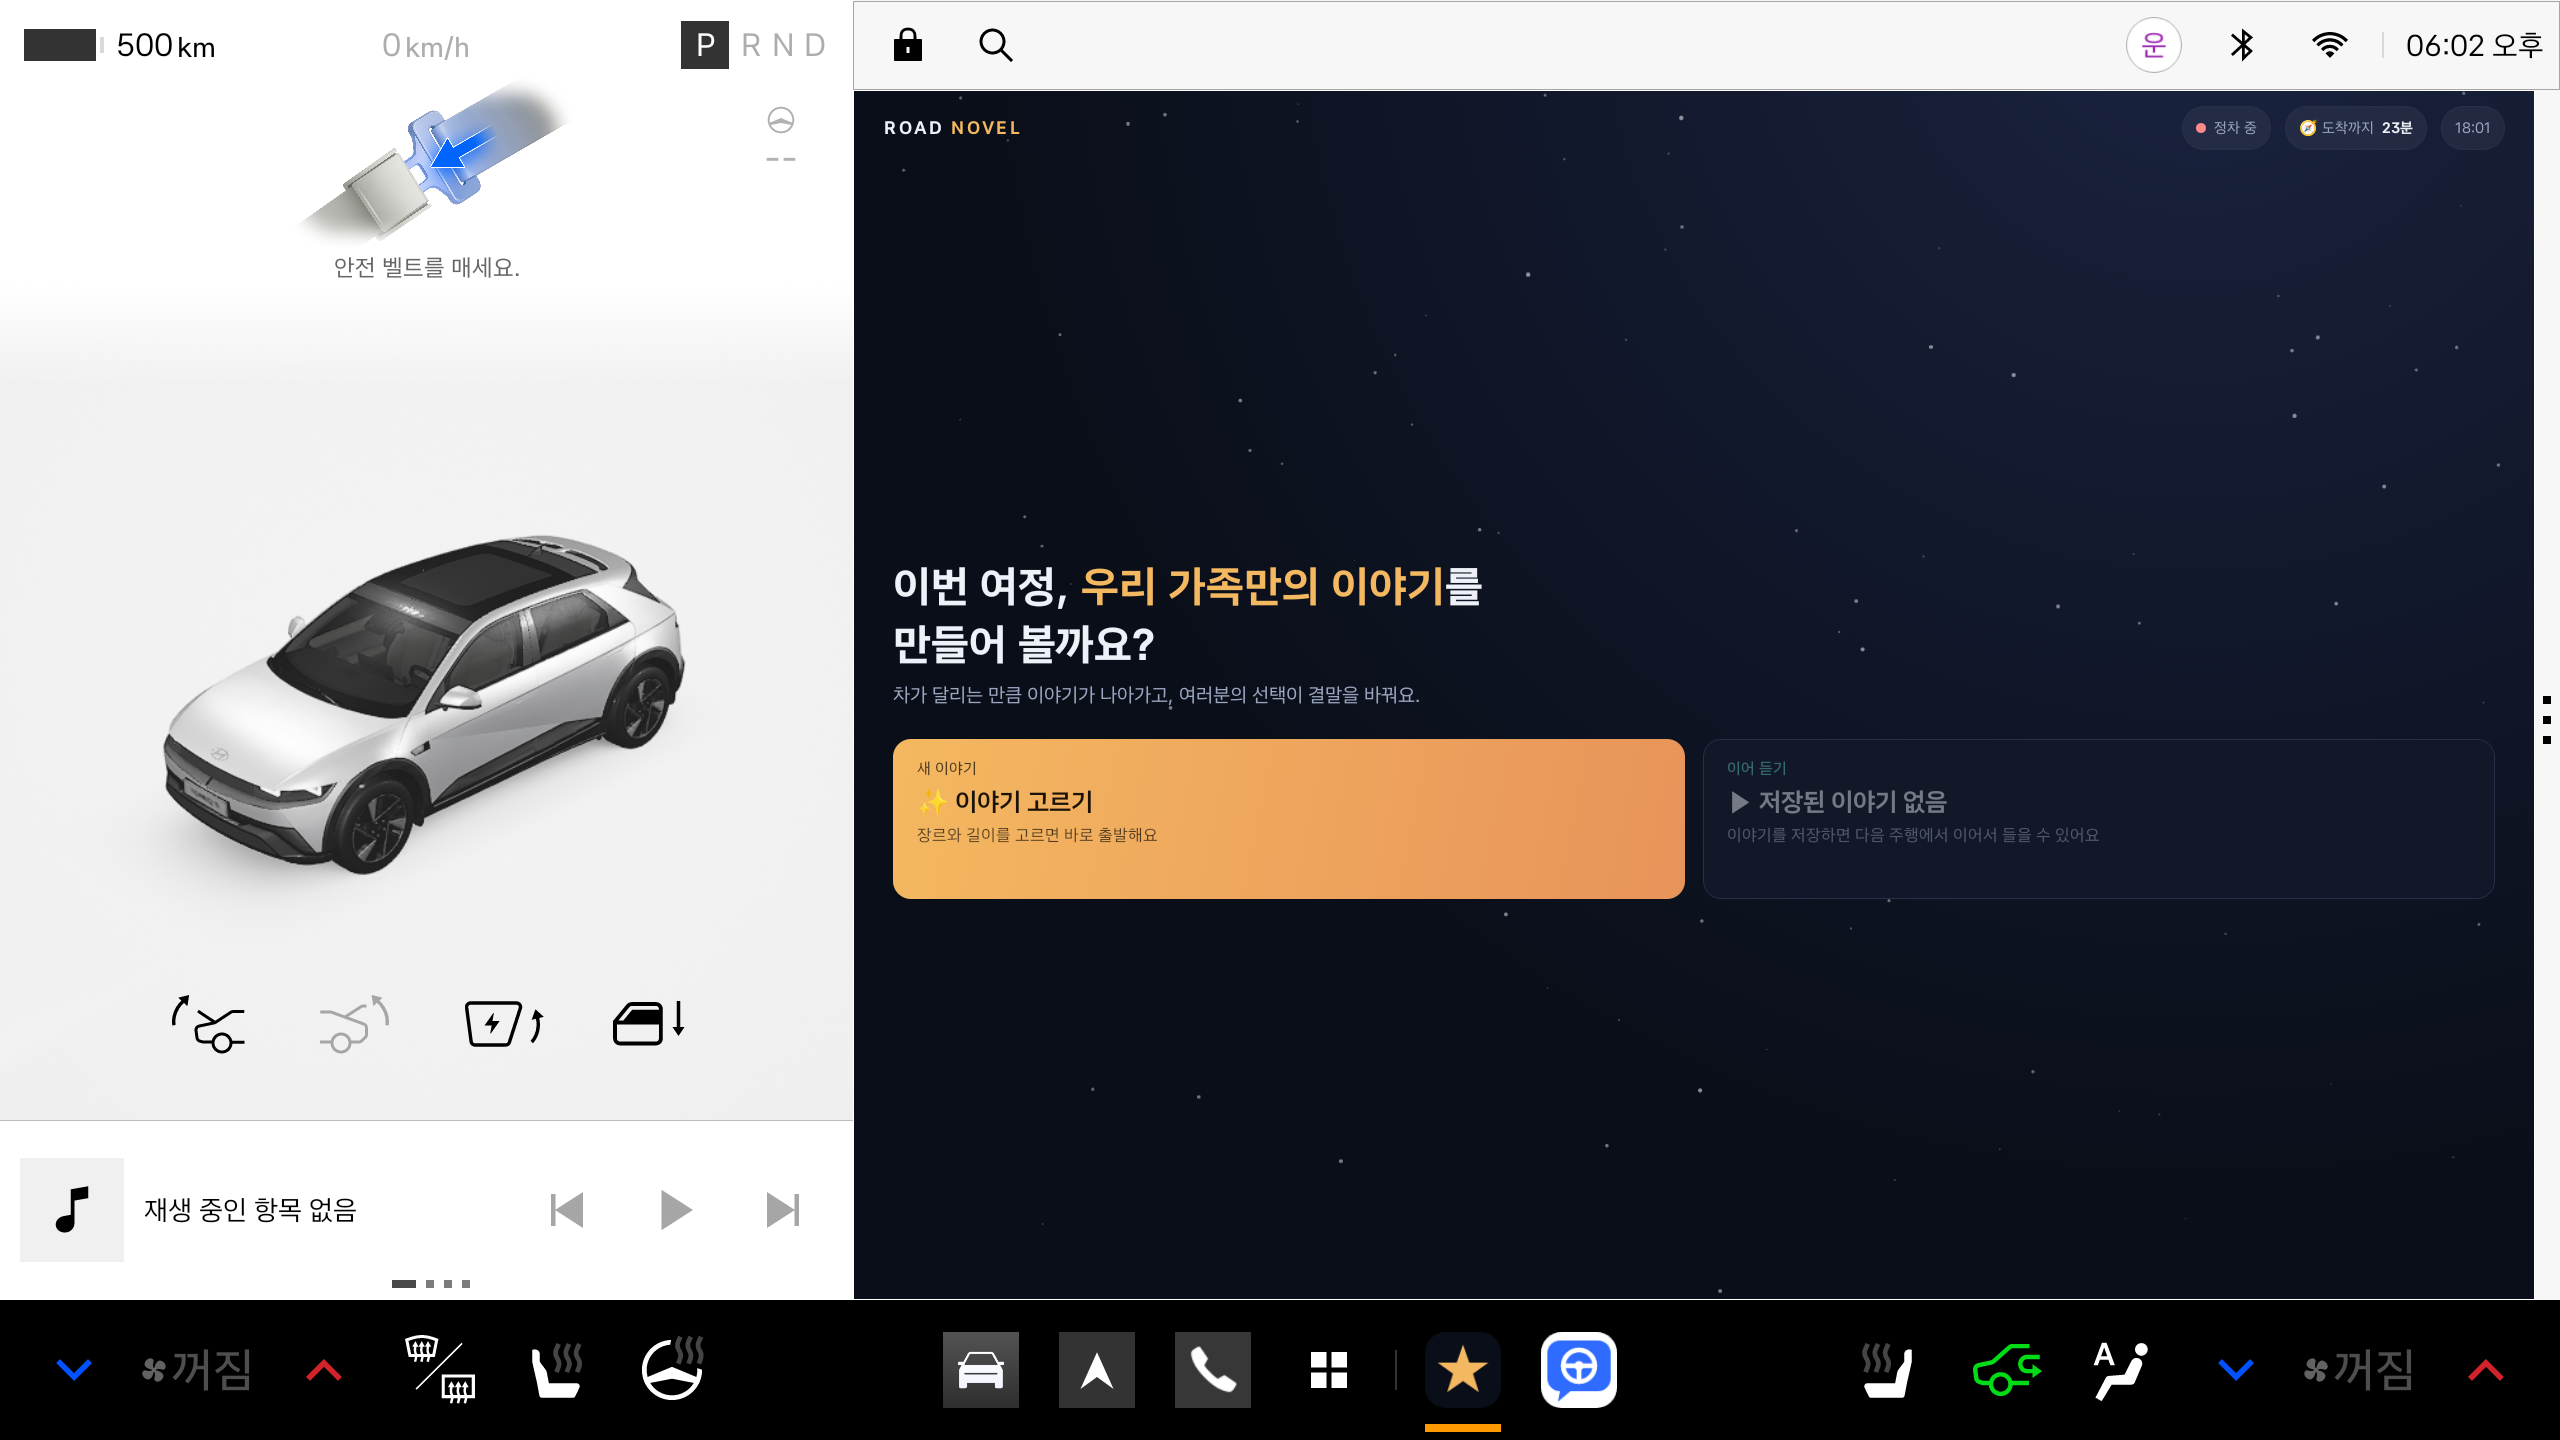 500 km
0 km/h
P R N D
안전 벨트를 매세요.
재생 중인 항목 없음
운
06:02 오후
ROAD NOVEL
정차 중
도착까지 23분
18:01
이번 여정, 우리 가족만의 이야기를
만들어 볼까요?
차가 달리는 만큼 이야기가 나아가고, 여러분의 선택이 결말을 바꿔요.
새 이야기
✨ 이야기 고르기
장르와 길이를 고르면 바로 출발해요
이어 듣기
▶ 저장된 이야기 없음
이야기를 저장하면 다음 주행에서 이어서 들을 수 있어요
꺼짐
A
꺼짐